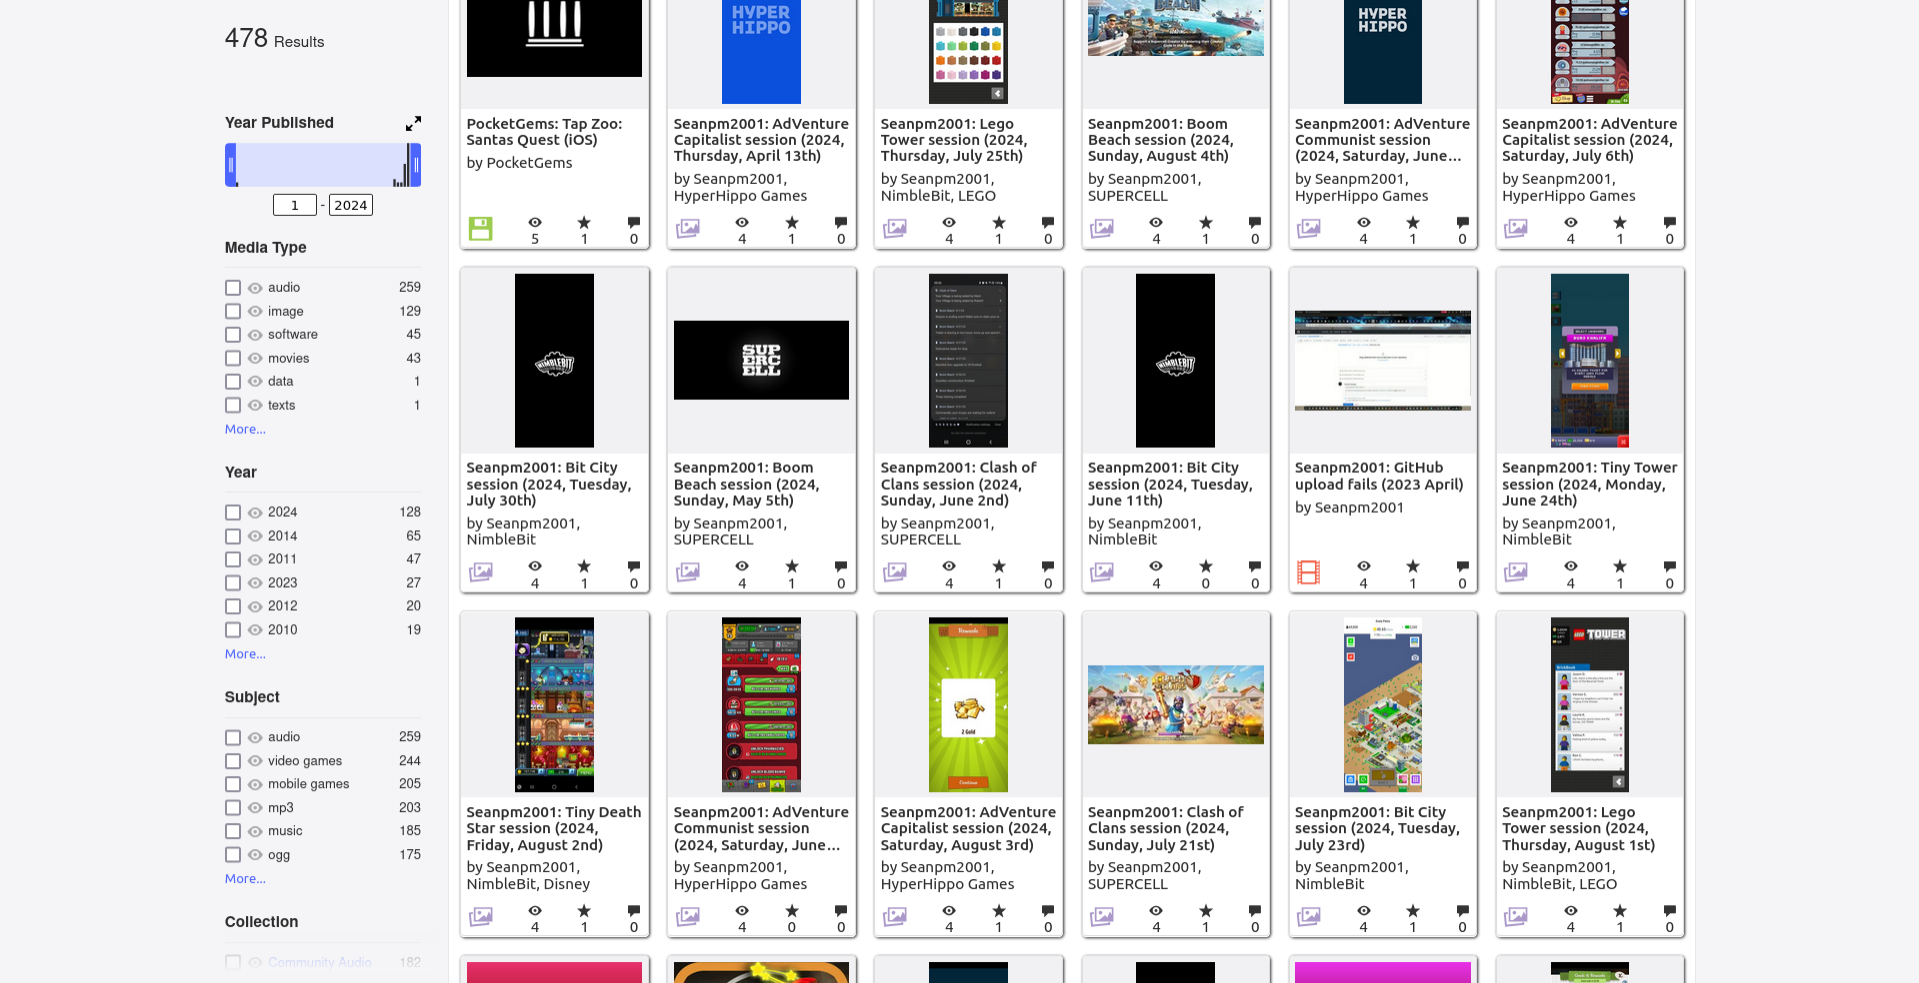 478 Results
Year Published
1 - 2024
Media Type
audio 259
image 129
software 45
movies 43
data 1
texts 1
More...
Year
2024 128
2014 65
2011 47
2023 27
2012 20
2010 19
More...
Subject
audio 259
video games 244
mobile games 205
mp3 203
music 185
ogg 175
More...
Collection
Community Audio 182
HYPER
HIPPO
BEACH
HYPER
HIPPO
PocketGems: Tap Zoo:
Santas Quest (iOS)
by PocketGems
5 1 0
Seanpm2001: AdVenture
Capitalist session (2024,
Thursday, April 13th)
by Seanpm2001,
HyperHippo Games
4 1 0
Seanpm2001: Lego
Tower session (2024,
Thursday, July 25th)
by Seanpm2001,
NimbleBit, LEGO
4 1 0
Seanpm2001: Boom
Beach session (2024,
Sunday, August 4th)
by Seanpm2001,
SUPERCELL
4 1 0
Seanpm2001: AdVenture
Communist session
(2024, Saturday, June...
by Seanpm2001,
HyperHippo Games
4 1 0
Seanpm2001: AdVenture
Capitalist session (2024,
Saturday, July 6th)
by Seanpm2001,
HyperHippo Games
4 1 0
NIMBLEBIT
Seanpm2001: Bit City
session (2024, Tuesday,
July 30th)
by Seanpm2001,
NimbleBit
4 1 0
SUP
ERC
ELL
Seanpm2001: Boom
Beach session (2024,
Sunday, May 5th)
by Seanpm2001,
SUPERCELL
4 1 0
Seanpm2001: Clash of
Clans session (2024,
Sunday, June 2nd)
by Seanpm2001,
SUPERCELL
4 1 0
NIMBLEBIT
Seanpm2001: Bit City
session (2024, Tuesday,
June 11th)
by Seanpm2001,
NimbleBit
4 0 0
Seanpm2001: GitHub
upload fails (2023 April)
by Seanpm2001
4 1 0
Seanpm2001: Tiny Tower
session (2024, Monday,
June 24th)
by Seanpm2001,
NimbleBit
4 1 0
Seanpm2001: Tiny Death
Star session (2024,
Friday, August 2nd)
by Seanpm2001,
NimbleBit, Disney
4 1 0
Seanpm2001: AdVenture
Communist session
(2024, Saturday, June...
by Seanpm2001,
HyperHippo Games
4 0 0
Rewards
2 Gold
Continue
Seanpm2001: AdVenture
Capitalist session (2024,
Saturday, August 3rd)
by Seanpm2001,
HyperHippo Games
4 1 0
Seanpm2001: Clash of
Clans session (2024,
Sunday, July 21st)
by Seanpm2001,
SUPERCELL
4 1 0
Seanpm2001: Bit City
session (2024, Tuesday,
July 23rd)
by Seanpm2001,
NimbleBit
4 1 0
LEGO TOWER
Seanpm2001: Lego
Tower session (2024,
Thursday, August 1st)
by Seanpm2001,
NimbleBit, LEGO
4 1 0